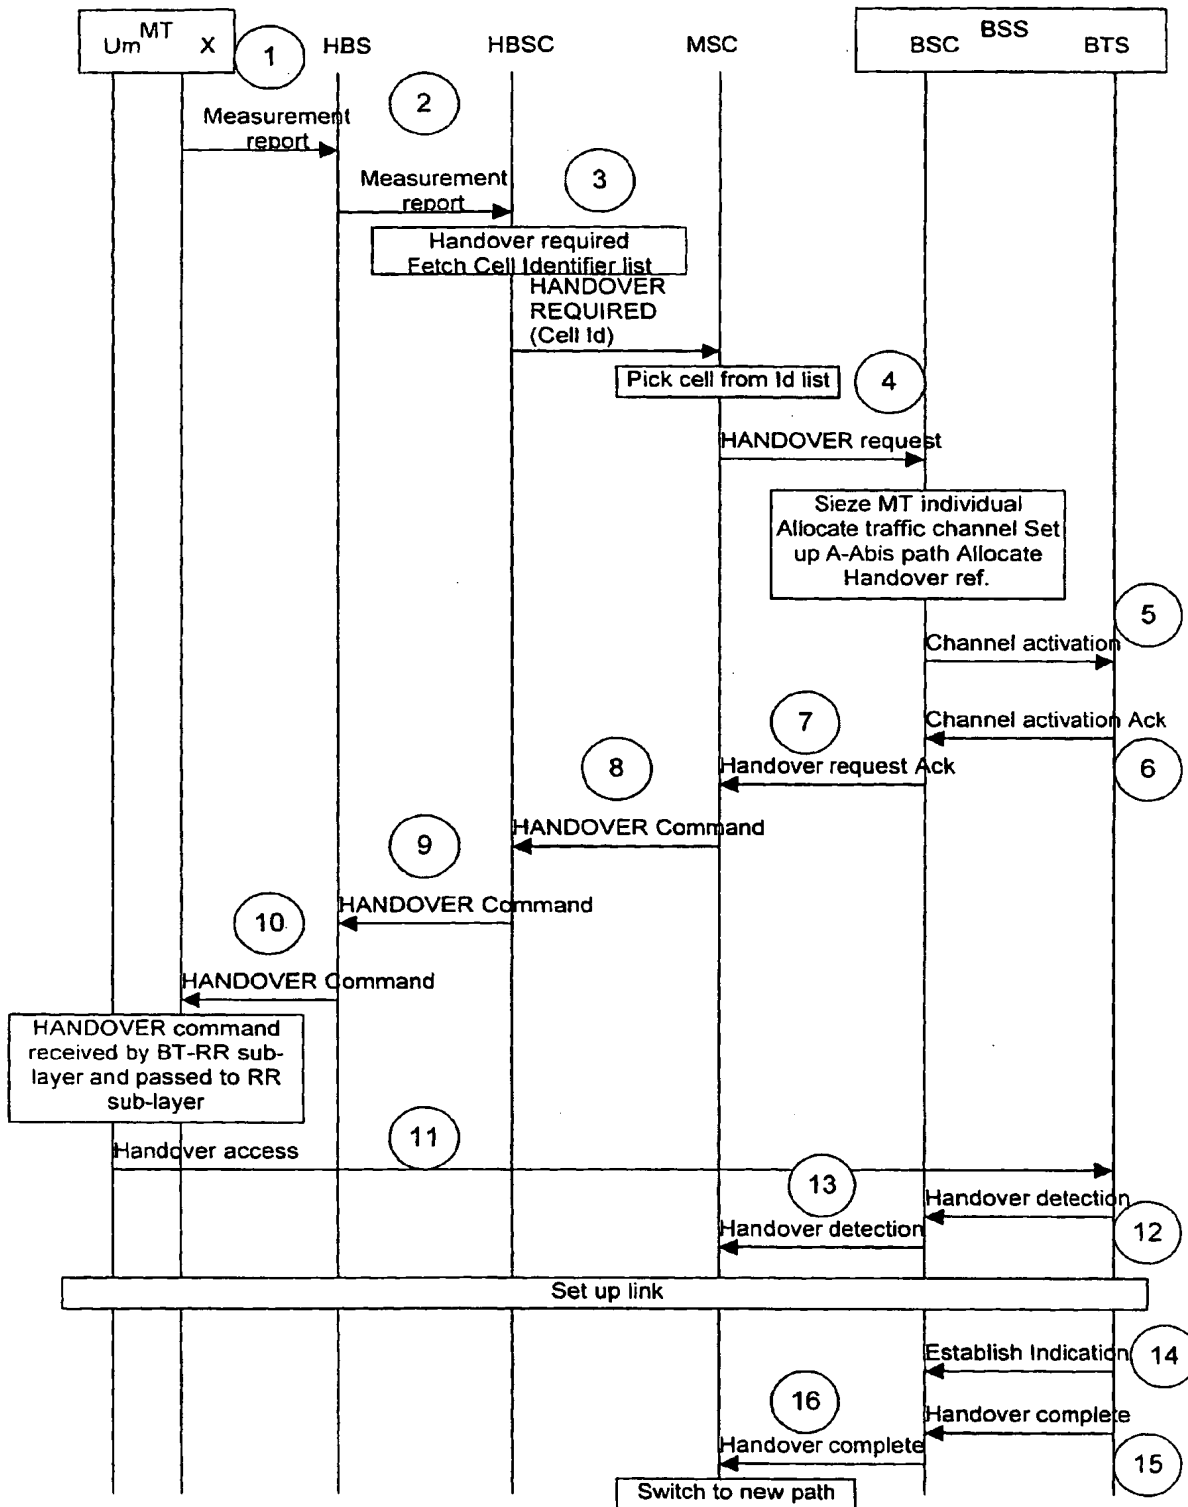 MT
Um X
1
HBS
HBSC
MSC
BSS
BSC BTS
2
Measurement
report
3
Measurement
report
Handover required
Fetch Cell Identifier list
HANDOVER
REQUIRED
(Cell Id)
Pick cell from Id list
4
HANDOVER request
Sieze MT individual
Allocate traffic channel Set
up A-Abis path Allocate
Handover ref.
5
Channel activation
7
Channel activation Ack
8
Handover request Ack
6
HANDOVER Command
9
HANDOVER Command
10
HANDOVER Command
HANDOVER command
received by BT-RR sub-
layer and passed to RR
sub-layer
11
Handover access
13
Handover detection
Handover detection
12
Set up link
Establish Indication
14
16
Handover complete
Handover complete
15
Switch to new path